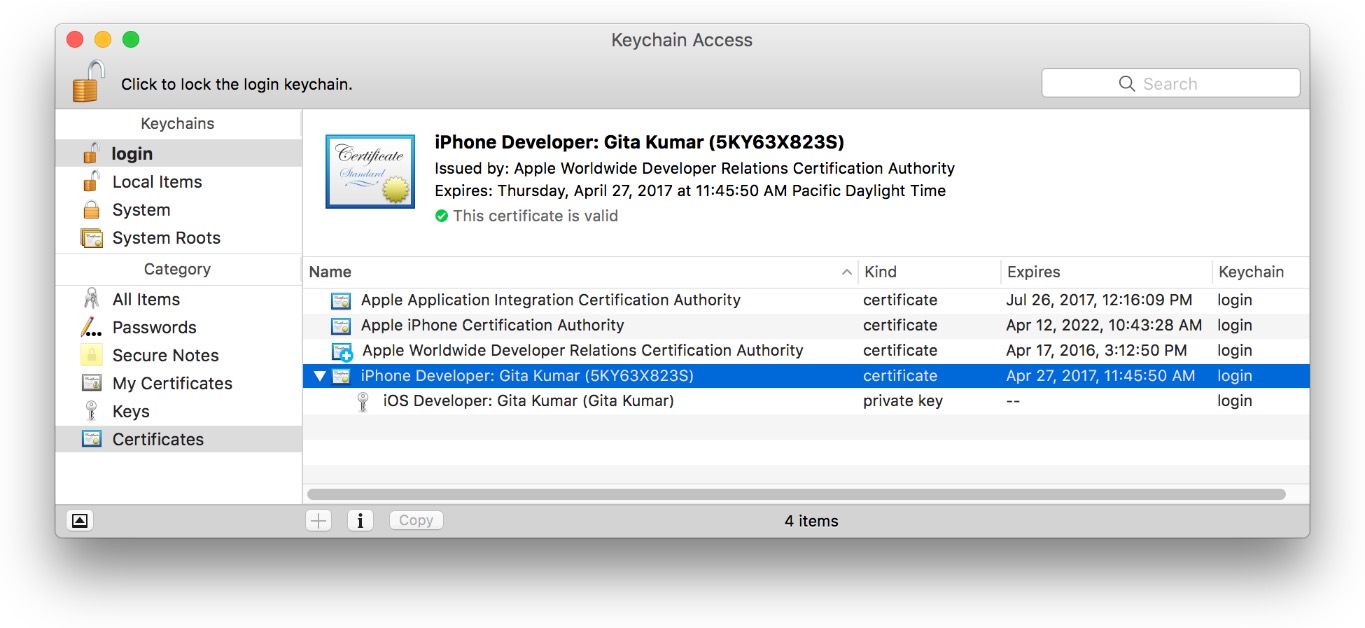 Keychain Access
Click to lock the login keychain.
Search
Keychains
login
Local Items
System
System Roots
Category
All Items
Passwords
Secure Notes
My Certificates
Keys
Certificates
Certificate
Standard
iPhone Developer: Gita Kumar (5KY63X823S)
Issued by: Apple Worldwide Developer Relations Certification Authority
Expires: Thursday, April 27, 2017 at 11:45:50 AM Pacific Daylight Time
This certificate is valid
Name Kind Expires Keychain
Apple Application Integration Certification Authority certificate Jul 26, 2017, 12:16:09 PM login
Apple iPhone Certification Authority certificate Apr 12, 2022, 10:43:28 AM login
Apple Worldwide Developer Relations Certification Authority certificate Apr 17, 2016, 3:12:50 PM login
iPhone Developer: Gita Kumar (5KY63X823S) certificate Apr 27, 2017, 11:45:50 AM login
iOS Developer: Gita Kumar (Gita Kumar) private key -- login
Copy
4 items